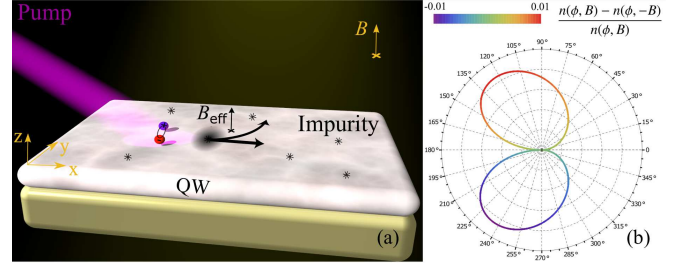 Pump
B
B_eff
Impurity
z
y
x
QW
(a)
-0.01 0.01
n(ϕ, B) − n(ϕ, -B)
n(ϕ, B)
90°
105° 75°
120° 60°
135° 45°
150° 30°
165° 15°
180° 0
195° 345°
210° 330°
225° 315°
240° 300°
255° 285°
270°
(b)